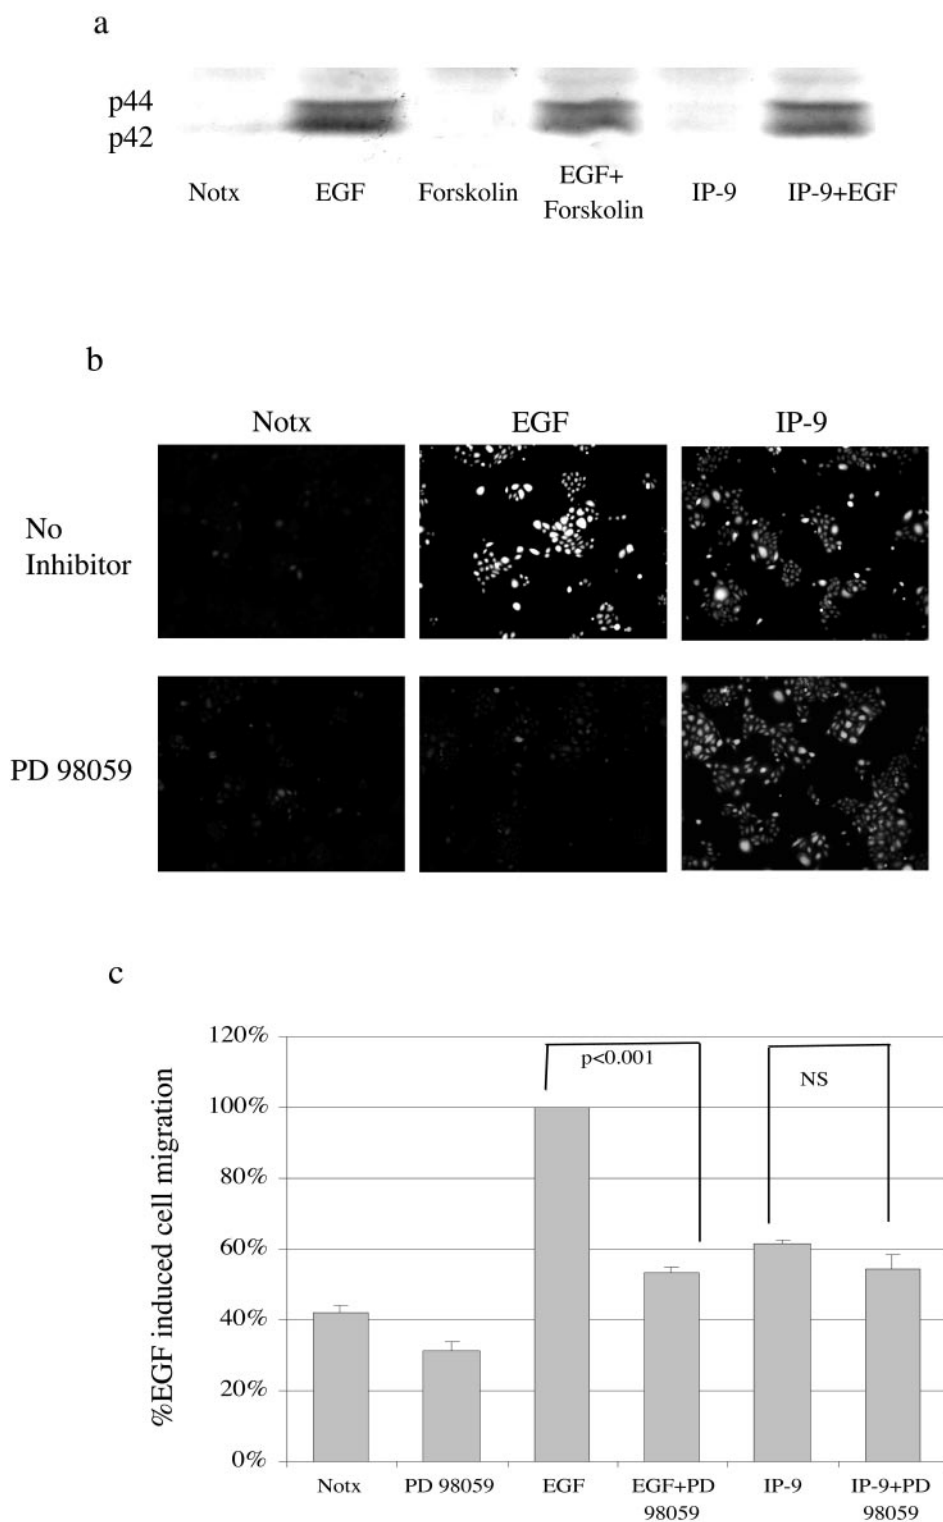 a
p44
p42
Notx EGF Forskolin EGF+ Forskolin IP-9 IP-9+EGF
b
Notx EGF IP-9
No
Inhibitor
PD 98059
c
%EGF induced cell migration
120%
100%
80%
60%
40%
20%
0%
p<0.001
NS
Notx PD 98059 EGF EGF+PD 98059 IP-9 IP-9+PD 98059